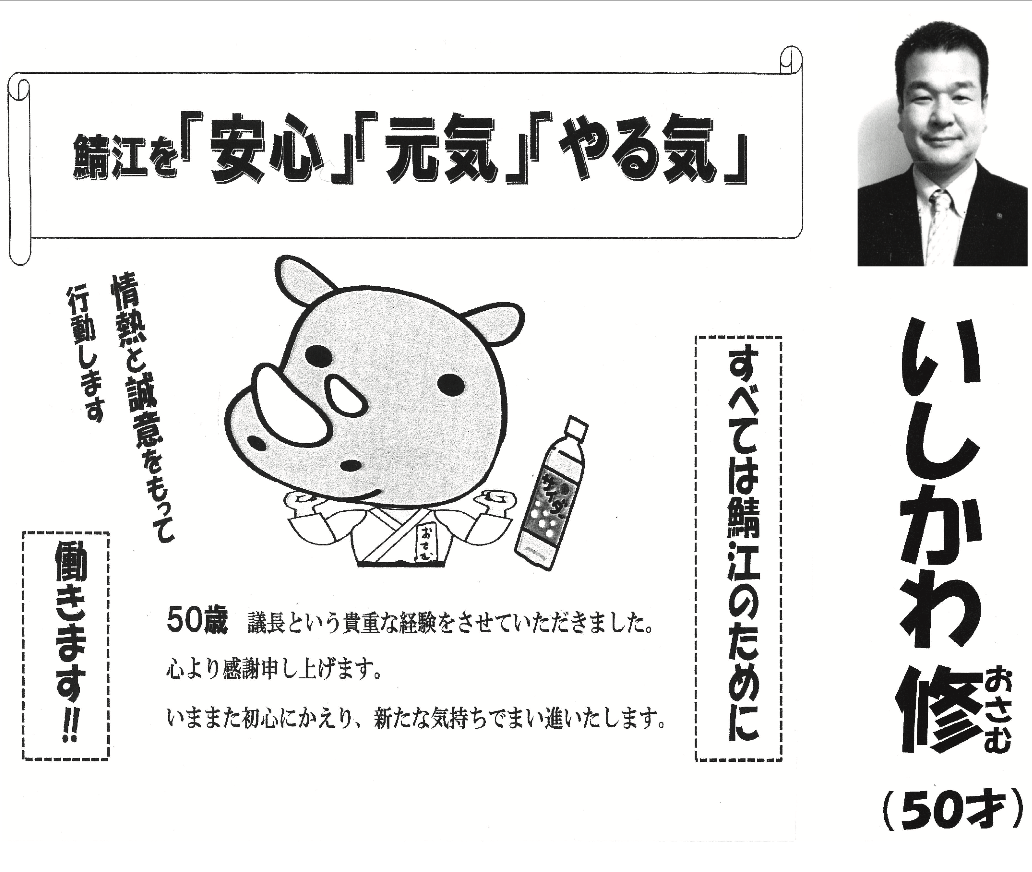 鯖江を「安心」「元気」「やる気」
いしかわ 修
おさむ
(50才)
すべては鯖江のために
情熱と誠意をもって
行動します
働きます!!
サイダー
おさむ
50歳 議長という貴重な経験をさせていただきました。
心より感謝申し上げます。
いままた初心にかえり、新たな気持ちでまい進いたします。